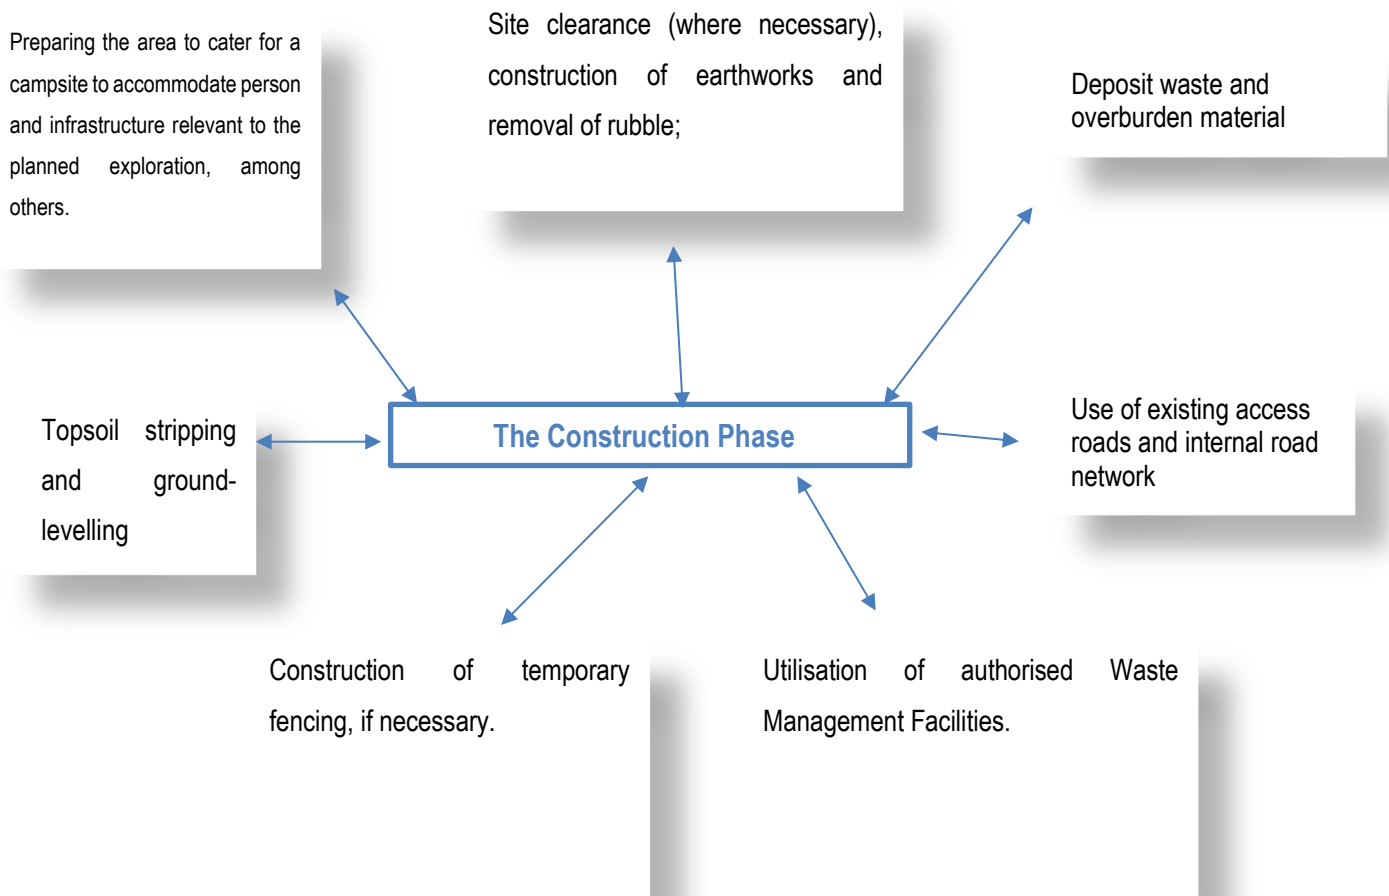 Preparing the area to cater for a
campsite to accommodate person
and infrastructure relevant to the
planned exploration, among
others.
Site clearance (where necessary),
construction of earthworks and
removal of rubble;
Deposit waste and
overburden material
Topsoil stripping
and ground-
levelling
The Construction Phase
Use of existing access
roads and internal road
network
Construction of temporary
fencing, if necessary.
Utilisation of authorised Waste
Management Facilities.